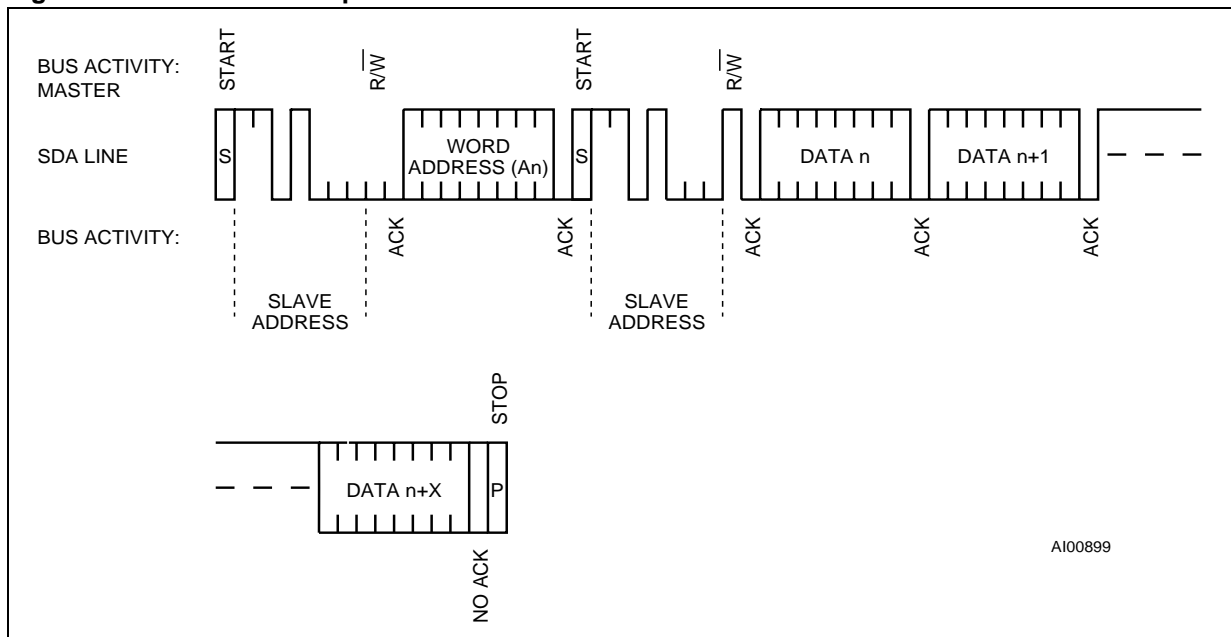 BUS ACTIVITY:
MASTER
START
R/W
START
R/W
SDA LINE
S
WORD
ADDRESS (An)
S
DATA n
DATA n+1
BUS ACTIVITY:
ACK
ACK
ACK
ACK
ACK
SLAVE
ADDRESS
SLAVE
ADDRESS
STOP
DATA n+X
P
NO ACK
AI00899